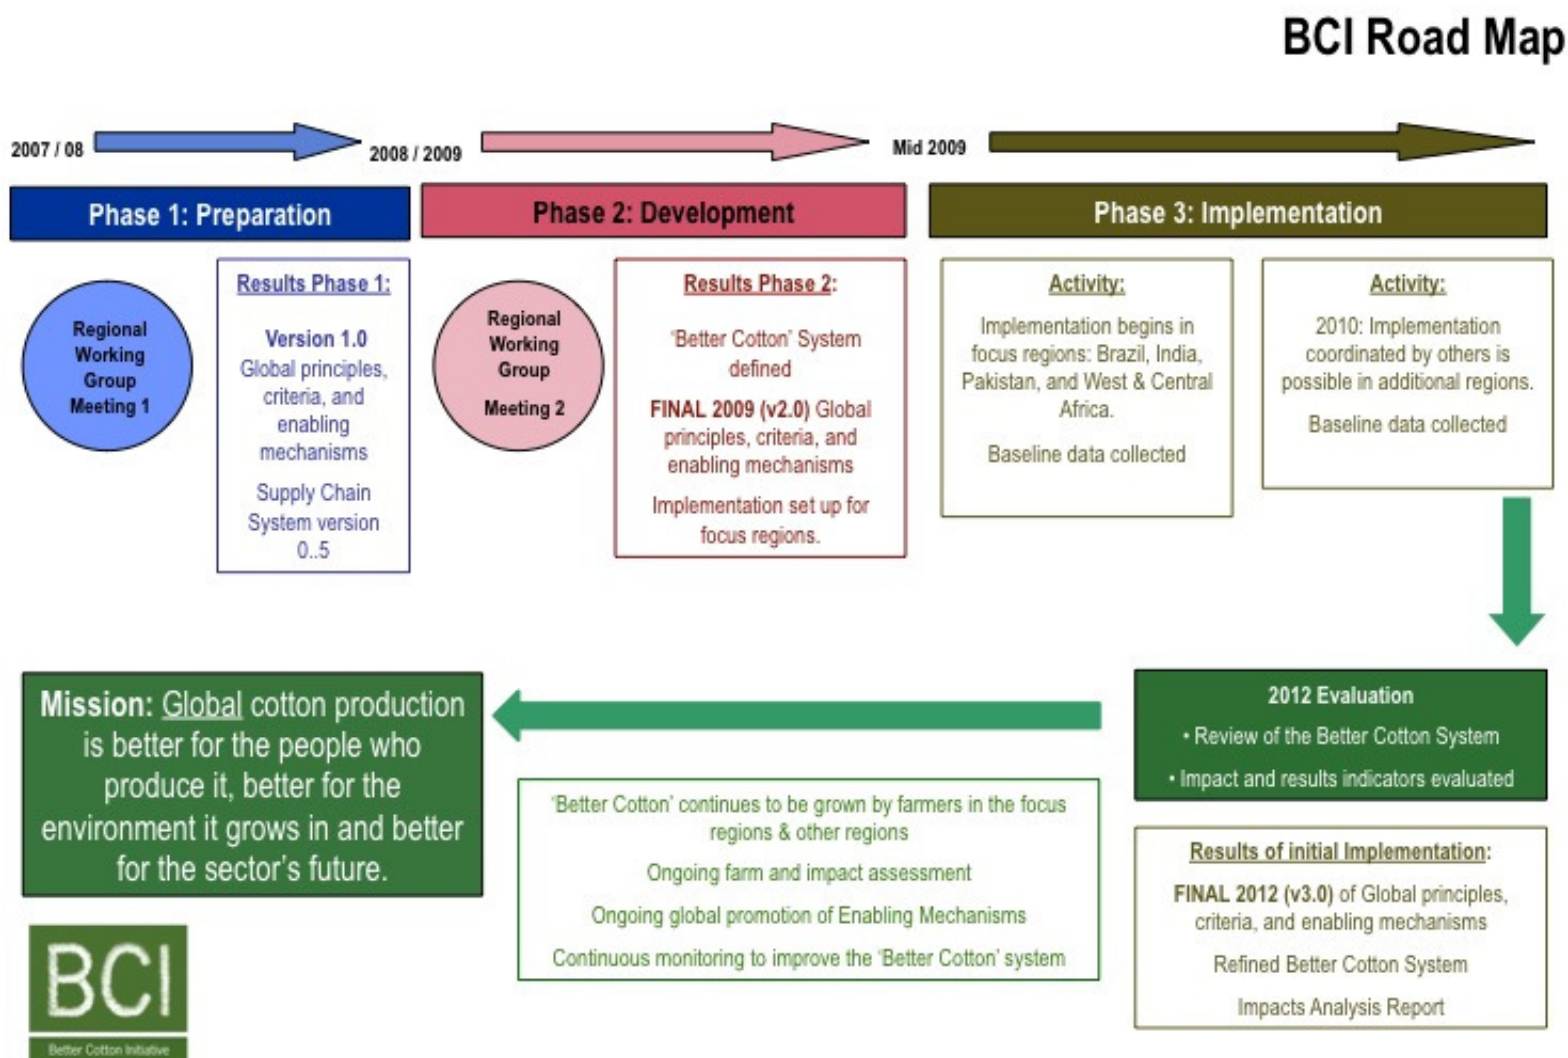 BCI Road Map
2007 / 08
2008 / 2009
Mid 2009
Phase 1: Preparation
Phase 2: Development
Phase 3: Implementation
Regional
Working
Group
Meeting 1
Results Phase 1:
Version 1.0
Global principles,
criteria, and
enabling
mechanisms
Supply Chain
System version
0..5
Regional
Working
Group
Meeting 2
Results Phase 2:
'Better Cotton' System
defined
FINAL 2009 (v2.0) Global
principles, criteria, and
enabling mechanisms
Implementation set up for
focus regions.
Activity:
Implementation begins in
focus regions: Brazil, India,
Pakistan, and West & Central
Africa.
Baseline data collected
Activity:
2010: Implementation
coordinated by others is
possible in additional regions.
Baseline data collected
2012 Evaluation
• Review of the Better Cotton System
• Impact and results indicators evaluated
Results of initial Implementation:
FINAL 2012 (v3.0) of Global principles,
criteria, and enabling mechanisms
Refined Better Cotton System
Impacts Analysis Report
'Better Cotton' continues to be grown by farmers in the focus
regions & other regions
Ongoing farm and impact assessment
Ongoing global promotion of Enabling Mechanisms
Continuous monitoring to improve the 'Better Cotton' system
Mission: Global cotton production
is better for the people who
produce it, better for the
environment it grows in and better
for the sector's future.
BCI
Better Cotton Initiative